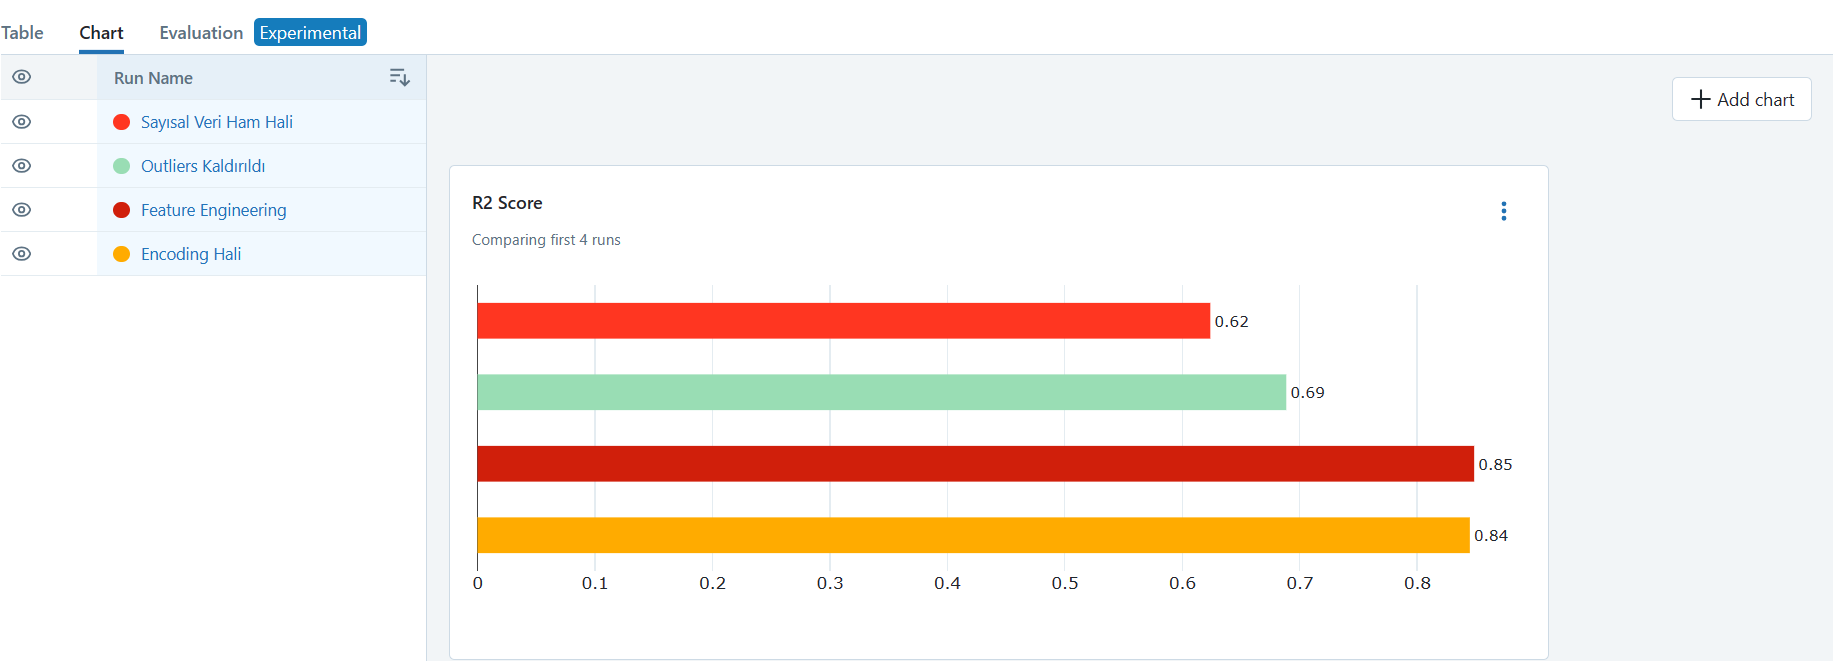 Table Chart Evaluation Experimental
Run Name
Add chart
Sayısal Veri Ham Hali
Outliers Kaldırıldı
Feature Engineering
Encoding Hali
R2 Score
Comparing first 4 runs
0.62
0.69
0.85
0.84
0 0.1 0.2 0.3 0.4 0.5 0.6 0.7 0.8